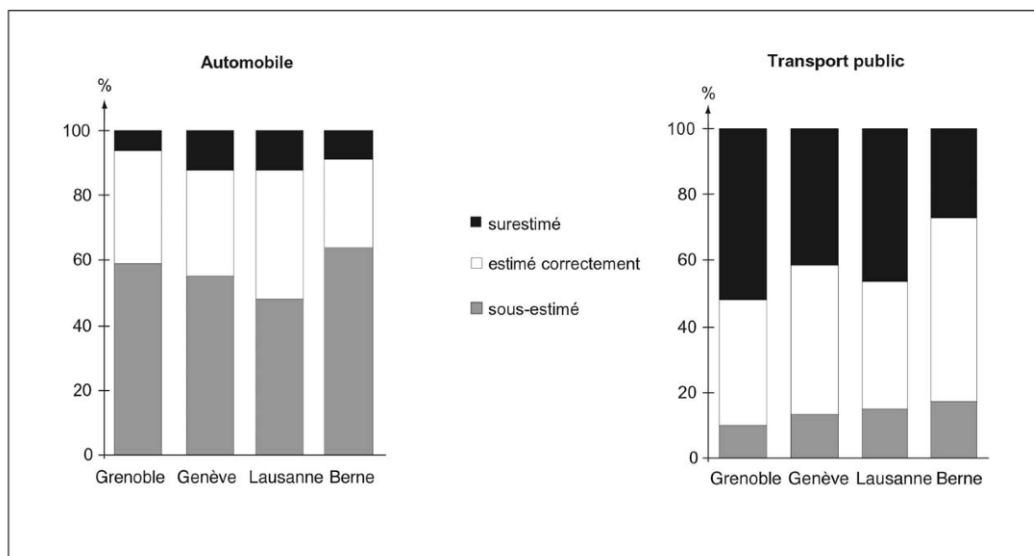 Automobile
%
100
80
60
40
20
0
Grenoble Genève Lausanne Berne
surestimé
estimé correctement
sous-estimé
Transport public
%
100
80
60
40
20
0
Grenoble Genève Lausanne Berne